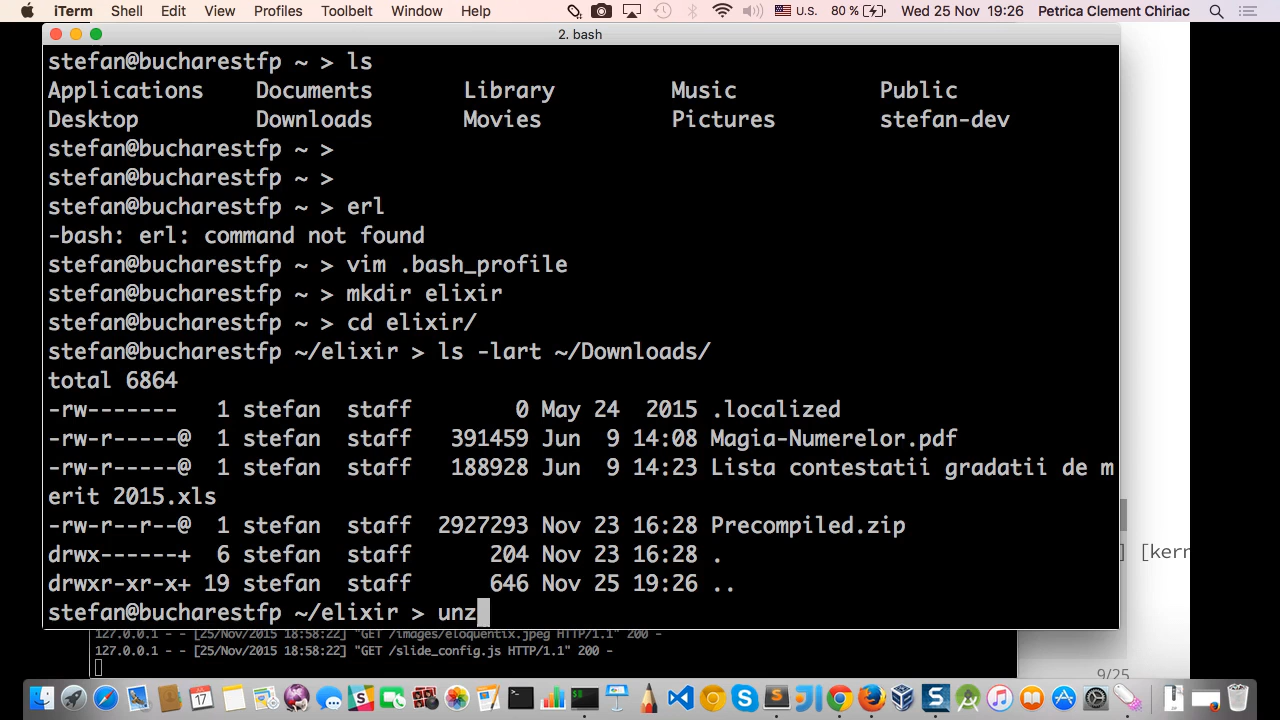 iTerm Shell Edit View Profiles Toolbelt Window Help U.S. 80 % Wed 25 Nov 19:26 Petrica Clement Chiriac
2. bash
stefan@bucharestfp ~ > ls
Applications Documents Library Music Public
Desktop Downloads Movies Pictures stefan-dev
stefan@bucharestfp ~ >
stefan@bucharestfp ~ >
stefan@bucharestfp ~ > erl
-bash: erl: command not found
stefan@bucharestfp ~ > vim .bash_profile
stefan@bucharestfp ~ > mkdir elixir
stefan@bucharestfp ~ > cd elixir/
stefan@bucharestfp ~/elixir > ls -lart ~/Downloads/
total 6864
-rw------- 1 stefan staff 0 May 24 2015 .localized
-rw-r-----@ 1 stefan staff 391459 Jun 9 14:08 Magia-Numerelor.pdf
-rw-r-----@ 1 stefan staff 188928 Jun 9 14:23 Lista contestatii gradatii de m
erit 2015.xls
-rw-r--r--@ 1 stefan staff 2927293 Nov 23 16:28 Precompiled.zip
drwx------+ 6 stefan staff 204 Nov 23 16:28 .
drwxr-xr-x+ 19 stefan staff 646 Nov 25 19:26 ..
stefan@bucharestfp ~/elixir > unz
] [kern
127.0.0.1 - - [25/Nov/2015 18:58:22] "GET /images/eloquentix.jpeg HTTP/1.1" 200 -
127.0.0.1 - - [25/Nov/2015 18:58:22] "GET /slide_config.js HTTP/1.1" 200 -
9/25
17